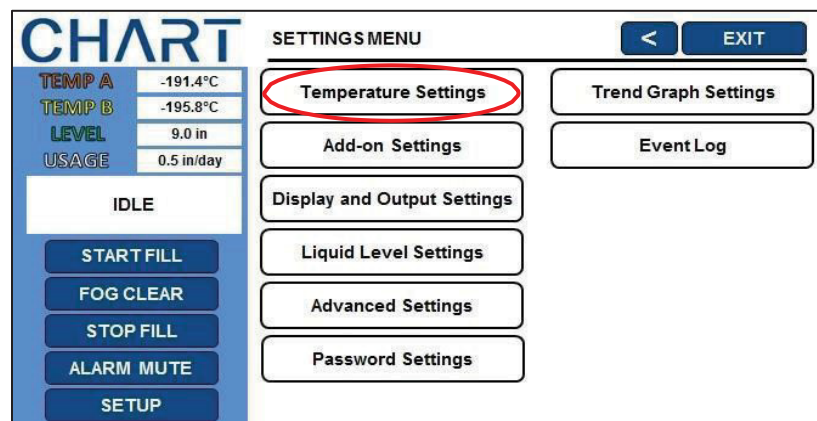 CHART
SETTINGS MENU
< EXIT
TEMP A -191.4°C
TEMP B -195.8°C
LEVEL 9.0 in
USAGE 0.5 in/day
IDLE
START FILL
FOG CLEAR
STOP FILL
ALARM MUTE
SETUP
Temperature Settings
Add-on Settings
Display and Output Settings
Liquid Level Settings
Advanced Settings
Password Settings
Trend Graph Settings
Event Log